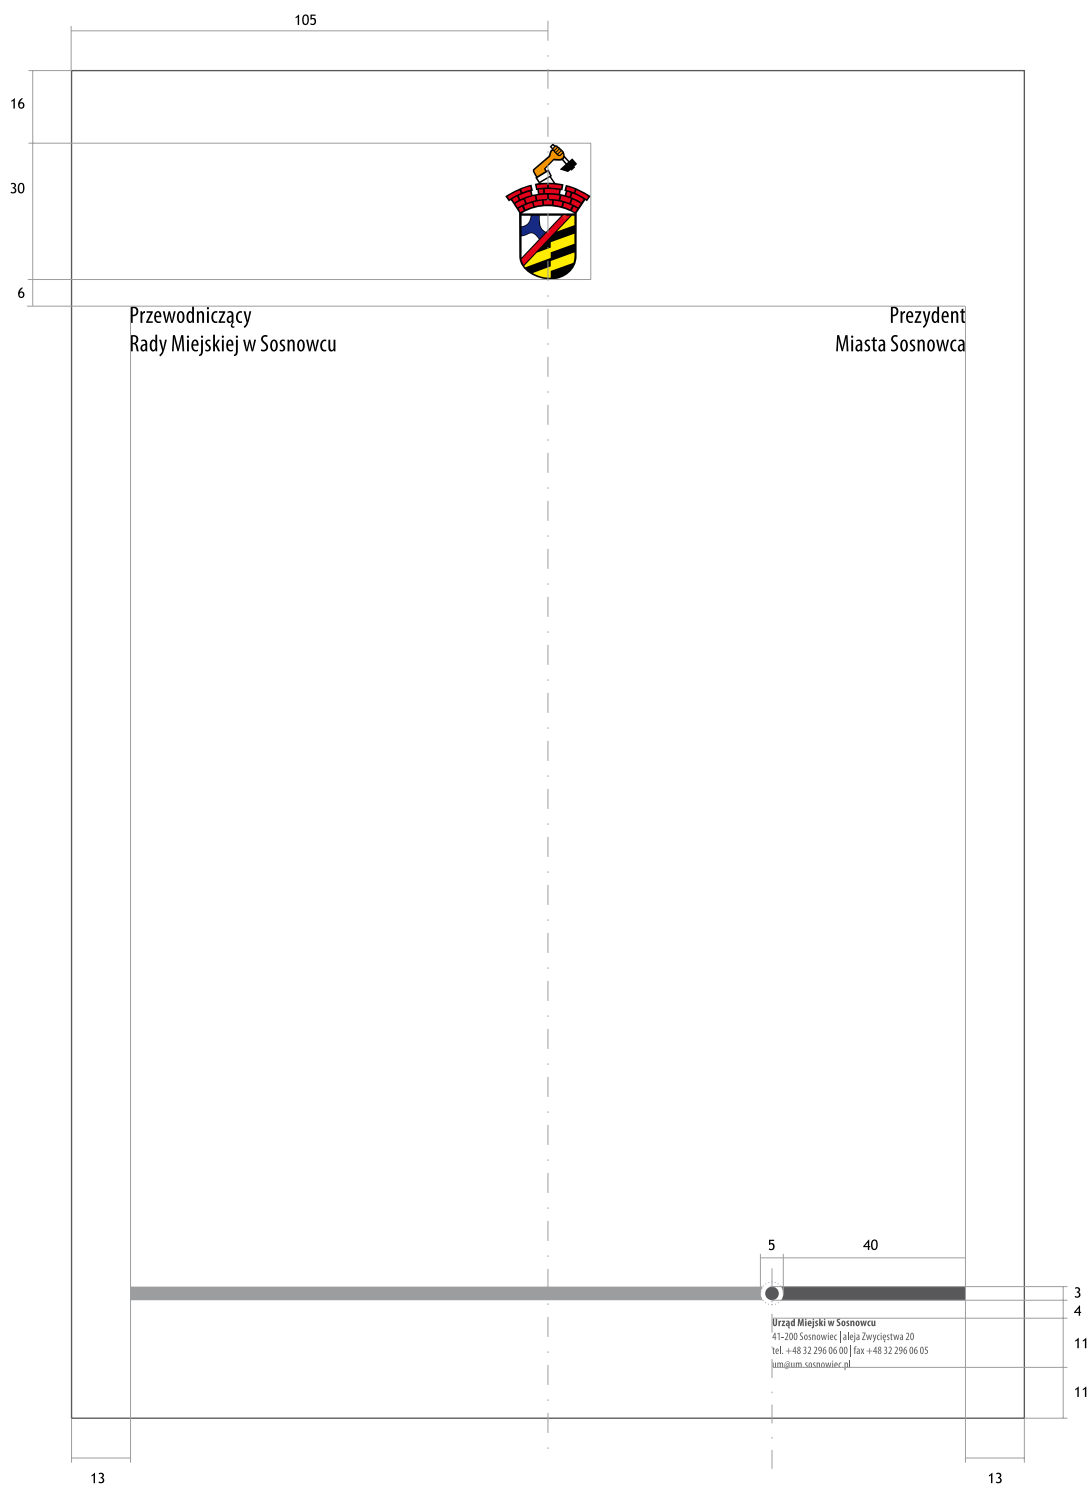 105
16
30
6
Przewodniczący
Rady Miejskiej w Sosnowcu
Prezydent
Miasta Sosnowca
5
40
3
4
11
11
Urząd Miejski w Sosnowcu
41-200 Sosnowiec | aleja Zwycięstwa 20
tel. +48 32 296 06 00 | fax +48 32 296 06 05
um@um.sosnowiec.pl
13
13